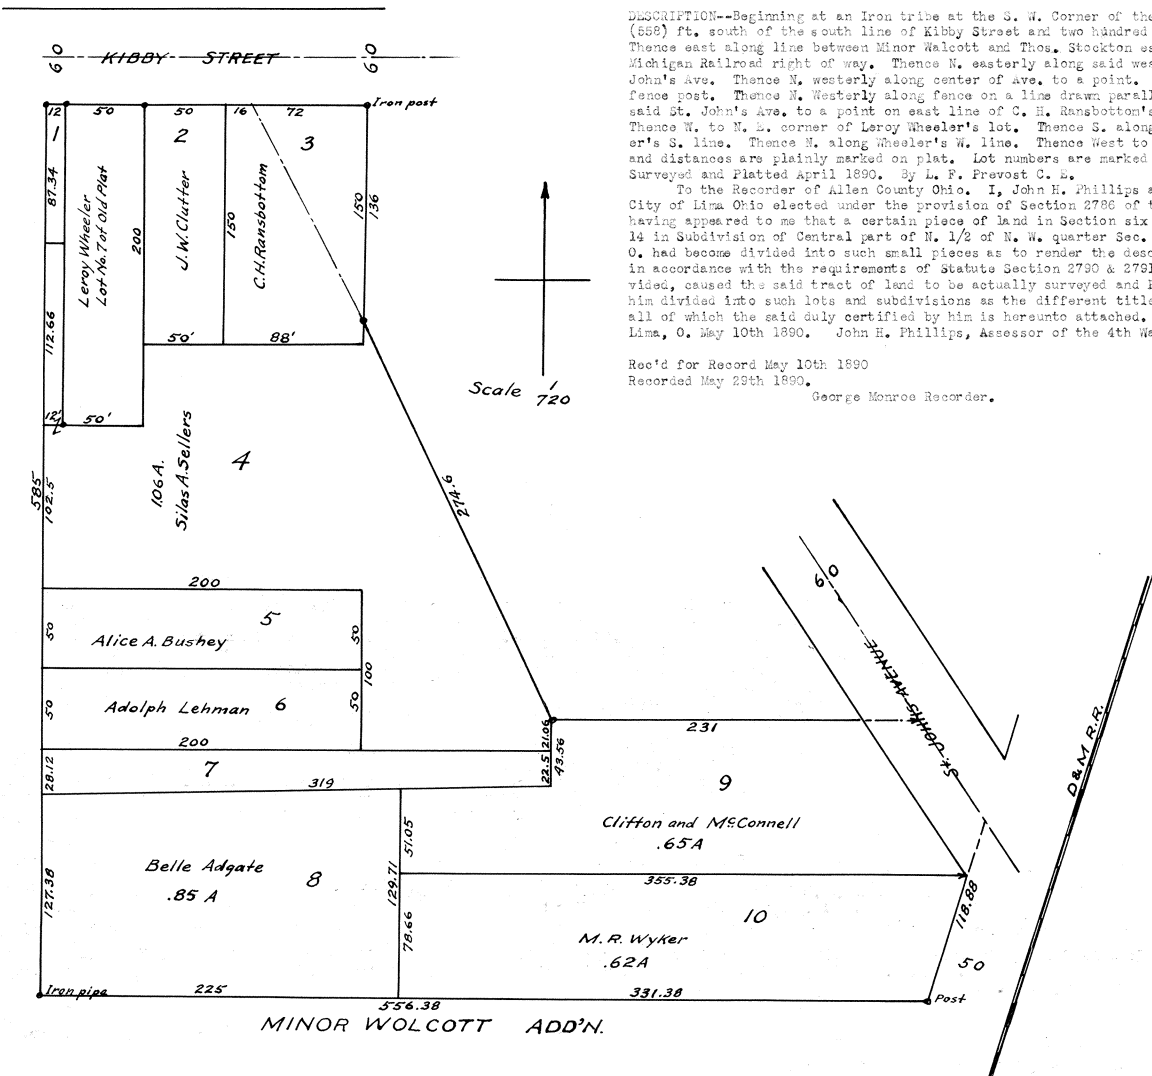 DESCRIPTION--Beginning at an Iron tribe at the S. W. Corner of the
(558) ft. south of the south line of Kibby Street and two hundred
Thence east along line between Minor Walcott and Thos. Stockton es
Michigan Railroad right of way. Thence N. easterly along said wes
John's Ave. Thence N. westerly along center of Ave. to a point.
fence post. Thence N. Westerly along fence on a line drawn parall
said St. John's Ave. to a point on east line of C. H. Ransbottom's
Thence W. to N. E. corner of Leroy Wheeler's lot. Thence S. along
er's S. line. Thence N. along Wheeler's W. line. Thence West to
and distances are plainly marked on plat. Lot numbers are marked
Surveyed and Platted April 1890. By L. F. Prevost C. E.
To the Recorder of Allen County Ohio. I, John H. Phillips a
City of Lima Ohio elected under the provision of Section 2786 of t
having appeared to me that a certain piece of land in Section six
14 in Subdivision of Central part of N. 1/2 of N. W. quarter Sec.
O. had become divided into such small pieces as to render the desc
in accordance with the requirements of Statute Section 2790 & 2791
vided, caused the said tract of land to be actually surveyed and
him divided into such lots and subdivisions as the different title
all of which the said duly certified by him is hereunto attached.
Lima, O. May 10th 1890. John H. Phillips, Assessor of the 4th Wa
Rec'd for Record May 10th 1890
Recorded May 29th 1890.
George Monroe Recorder.
60
KIBBY STREET
60
12
50
50
16
72
Iron post
1
2
3
87.34
Leroy Wheeler
Lot No. 7 of Old Plat
200
J.W. Clutter
150
C.H. Ransbottom
150
136
112.66
50'
88'
12'
50'
Scale 1/720
585
102.5
1.06 A.
Silas A. Sellers
4
274.6
200
50
Alice A. Bushey
5
50
100
50
Adolph Lehman
6
50
200
28.12
7
319
22.5
21.06
43.56
231
60
St. JOHNS AVENUE
D & M R.R.
9
Clifton and McConnell
.65A
51.05
129.71
78.66
127.38
Belle Adgate
.85 A
8
355.38
10
M. R. Wyker
.62A
118.88
50
Iron pipe
225
556.38
331.38
Post
MINOR WOLCOTT ADD'N.